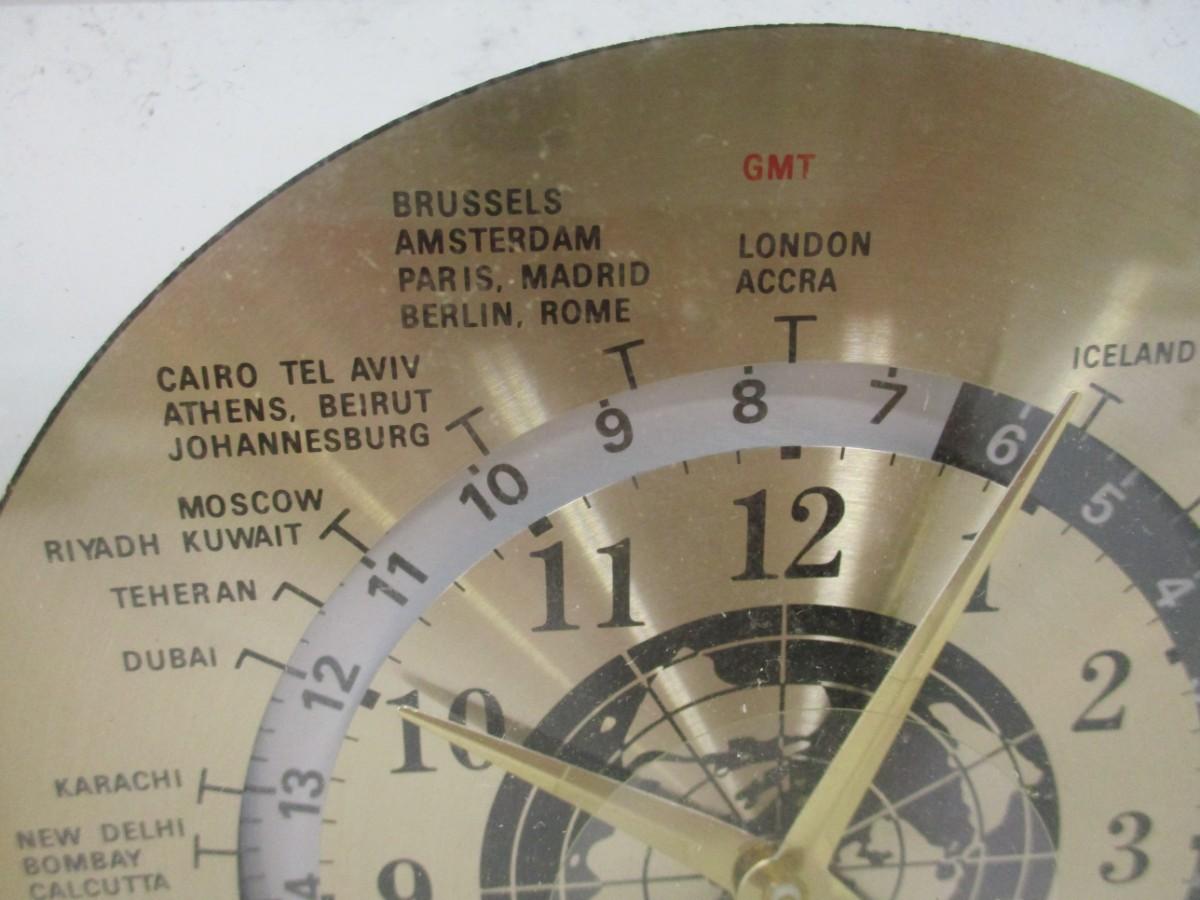 GMT
BRUSSELS
AMSTERDAM
PARIS, MADRID
BERLIN, ROME
LONDON
ACCRA
ICELAND
CAIRO TEL AVIV
ATHENS, BEIRUT
JOHANNESBURG
MOSCOW
RIYADH KUWAIT
TEHERAN
DUBAI
KARACHI
NEW DELHI
BOMBAY
CALCUTTA
13
12
11
10
9
8
7
6
5
4
9
10
11
12
1
2
3